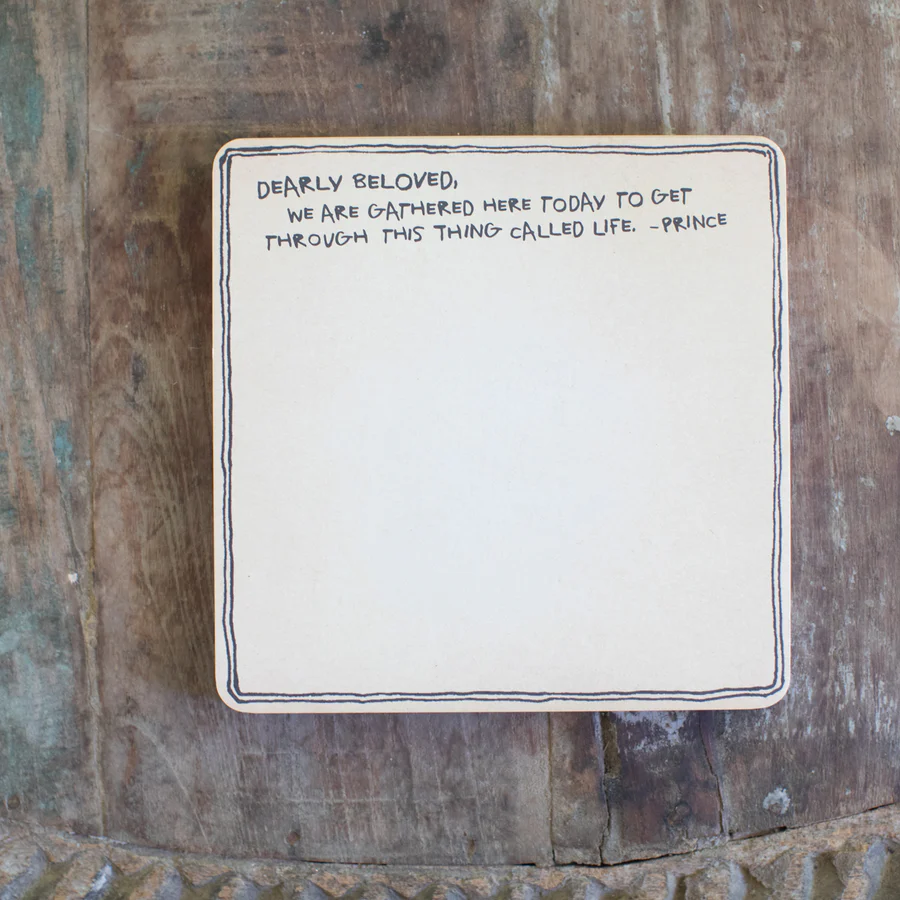 DEARLY BELOVED,
WE ARE GATHERED HERE TODAY TO GET
THROUGH THIS THING CALLED LIFE. -PRINCE